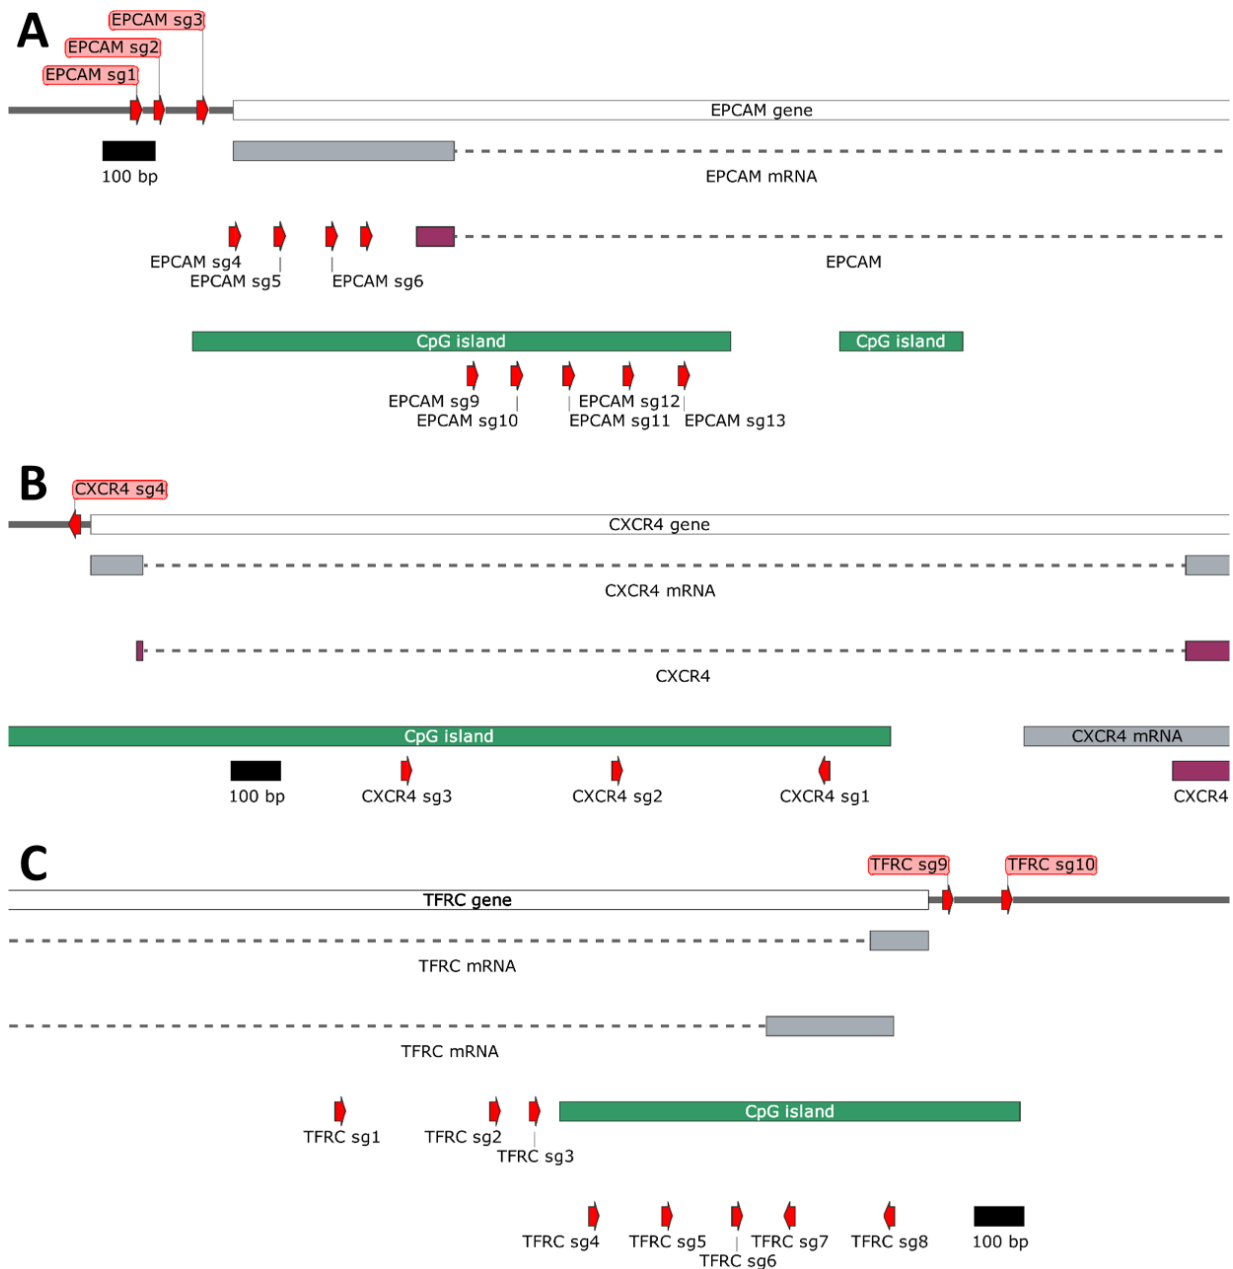 A
EPCAM sg3
EPCAM sg2
EPCAM sg1
EPCAM gene
100 bp
EPCAM mRNA
EPCAM sg4
EPCAM sg5
EPCAM sg6
EPCAM
CpG island
CpG island
EPCAM sg9
EPCAM sg10
EPCAM sg11
EPCAM sg12
EPCAM sg13
B
CXCR4 sg4
CXCR4 gene
CXCR4 mRNA
CXCR4
CpG island
CXCR4 mRNA
100 bp
CXCR4 sg3
CXCR4 sg2
CXCR4 sg1
CXCR4
C
TFRC sg9
TFRC sg10
TFRC gene
TFRC mRNA
TFRC mRNA
CpG island
TFRC sg1
TFRC sg2
TFRC sg3
TFRC sg4
TFRC sg5
TFRC sg6
TFRC sg7
TFRC sg8
100 bp